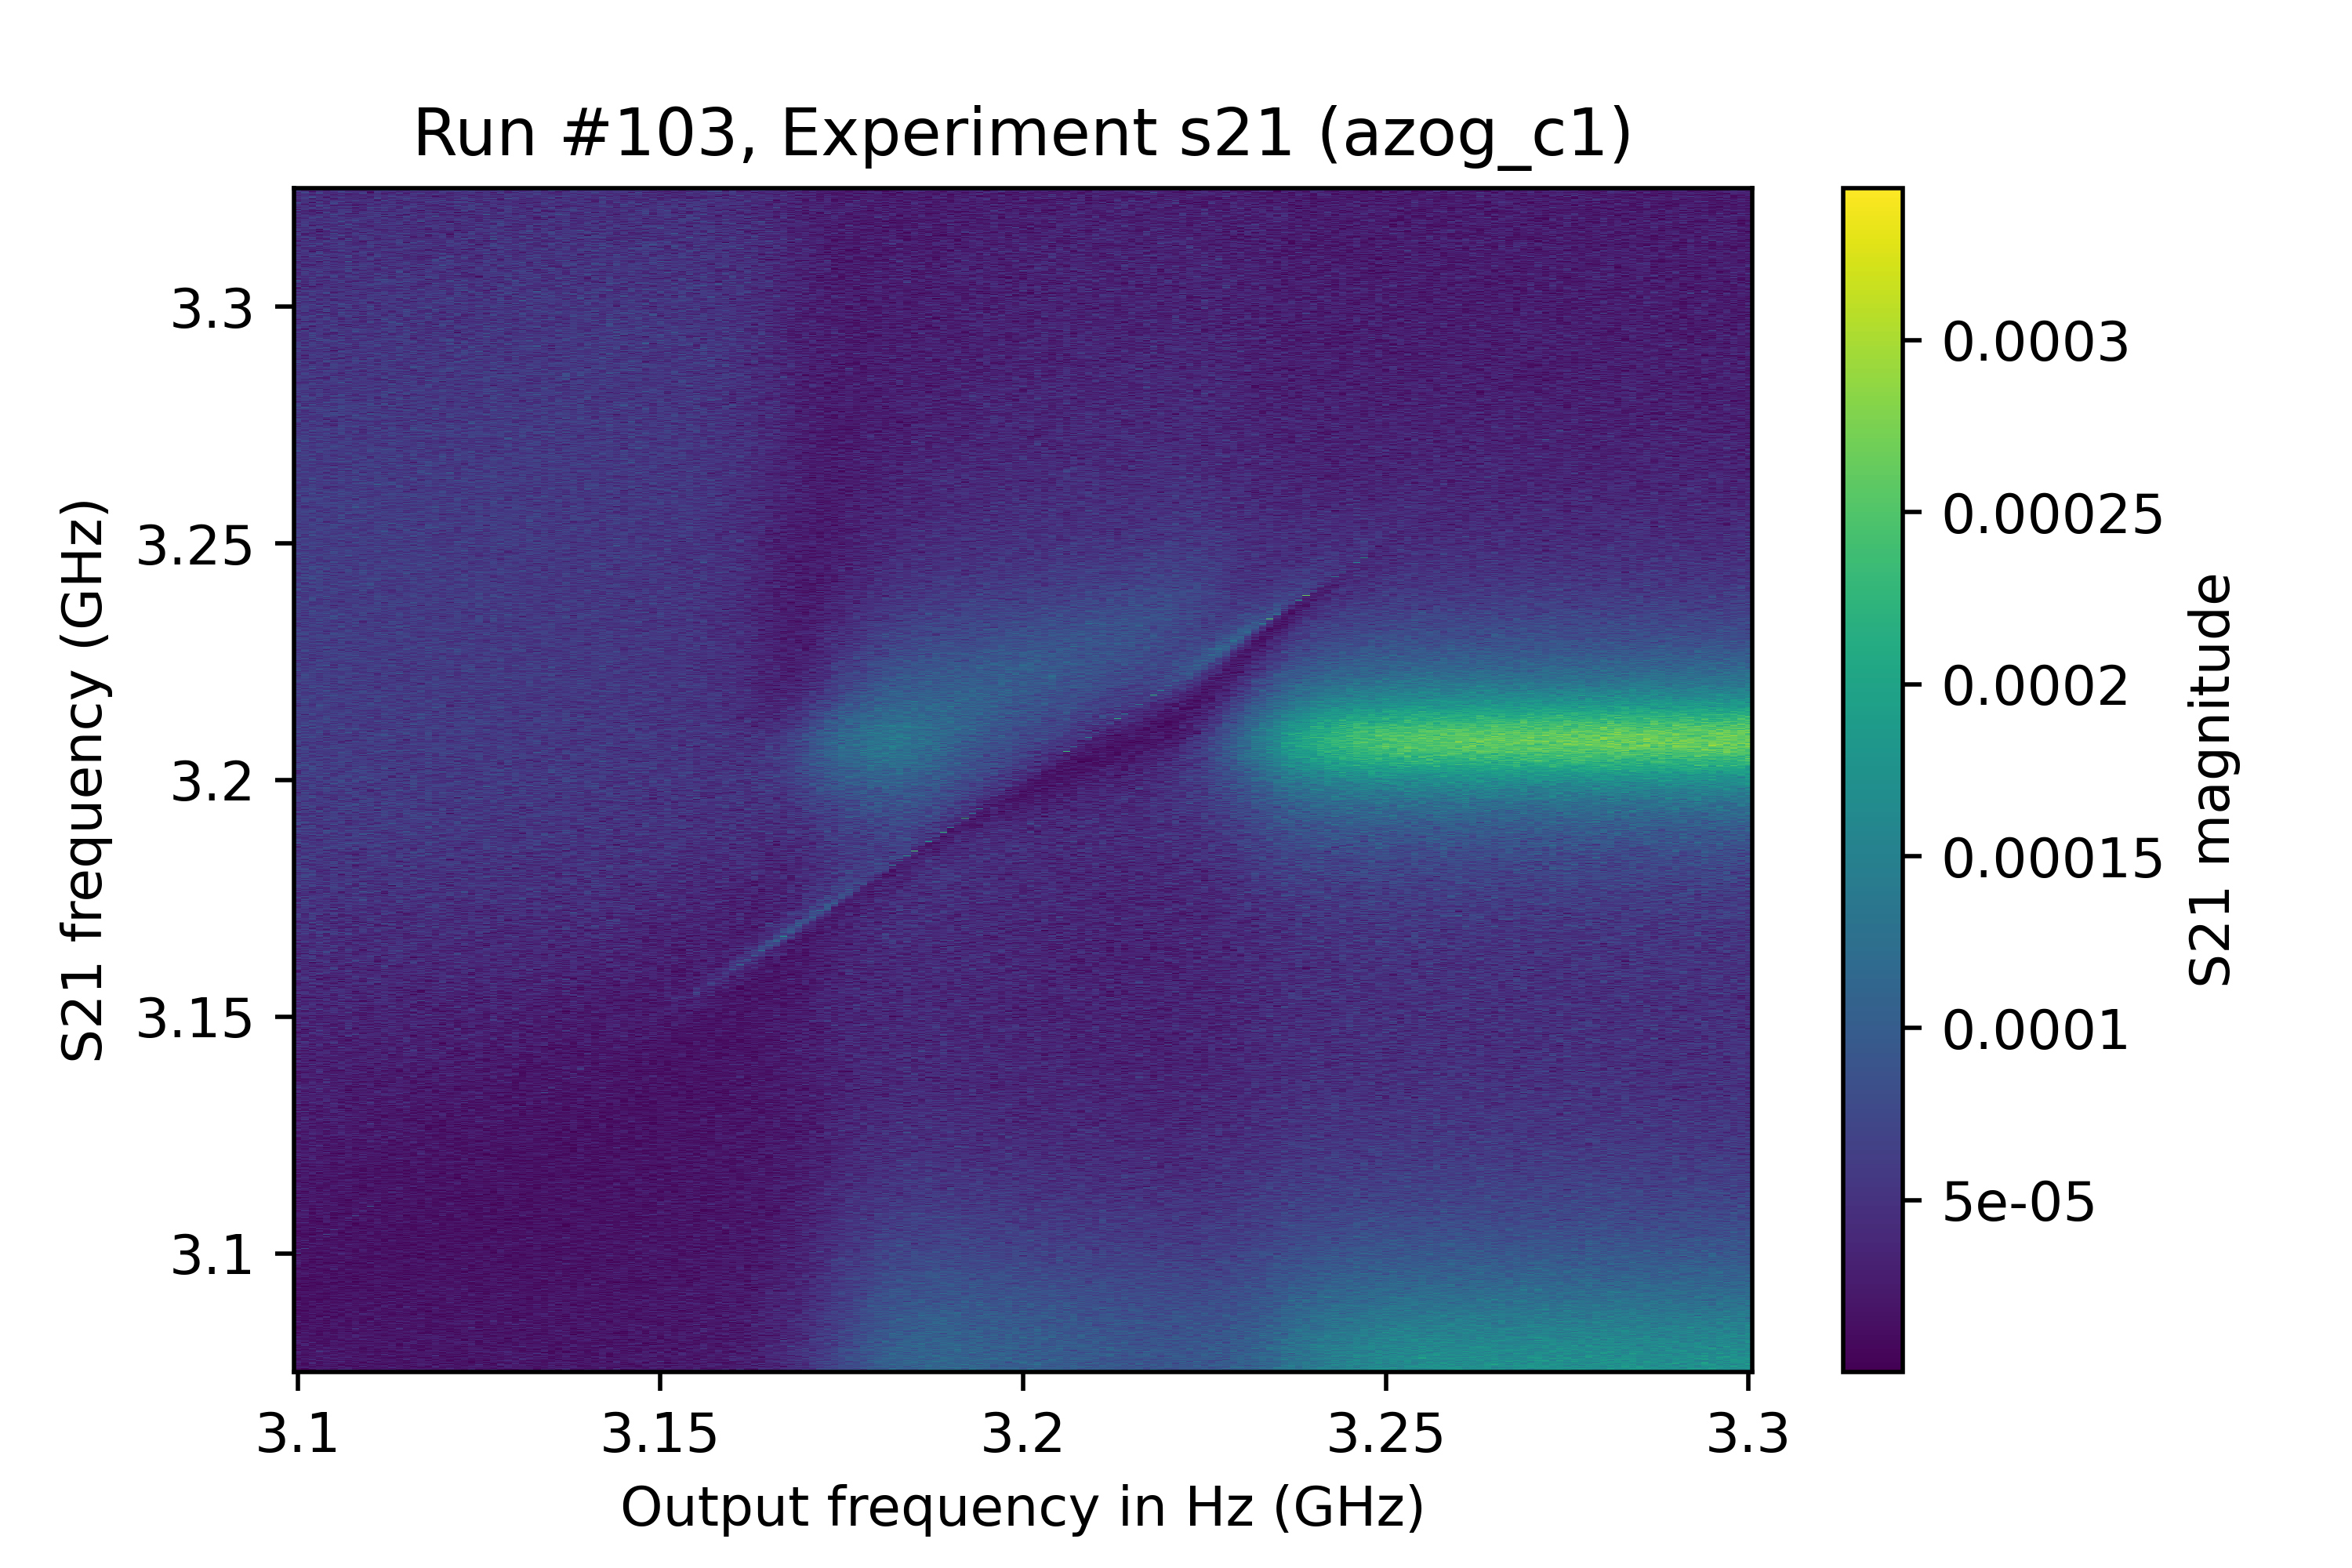 Run #103, Experiment s21 (azog_c1)
S21 frequency (GHz)
3.3
3.25
3.2
3.15
3.1
3.1 3.15 3.2 3.25 3.3
Output frequency in Hz (GHz)
0.0003
0.00025
0.0002
0.00015
0.0001
5e-05
S21 magnitude